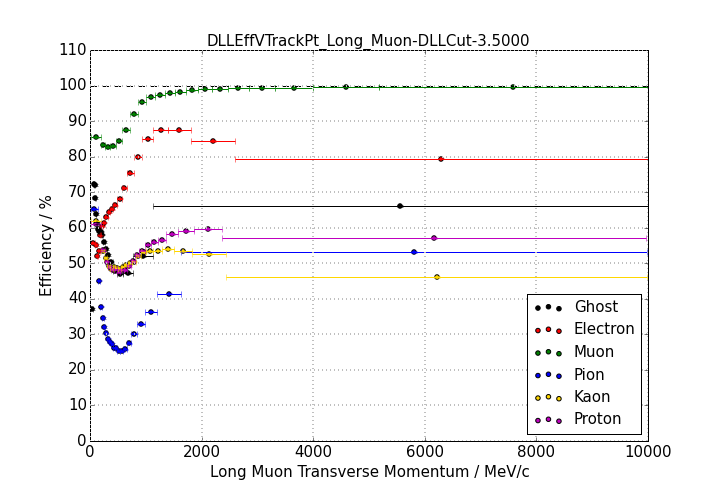 DLLEffVTrackPt_Long_Muon-DLLCut-3.5000
110
100
90
80
70
60
50
40
30
20
10
0
Efficiency / %
Ghost
Electron
Muon
Pion
Kaon
Proton
0 2000 4000 6000 8000 10000
Long Muon Transverse Momentum / MeV/c